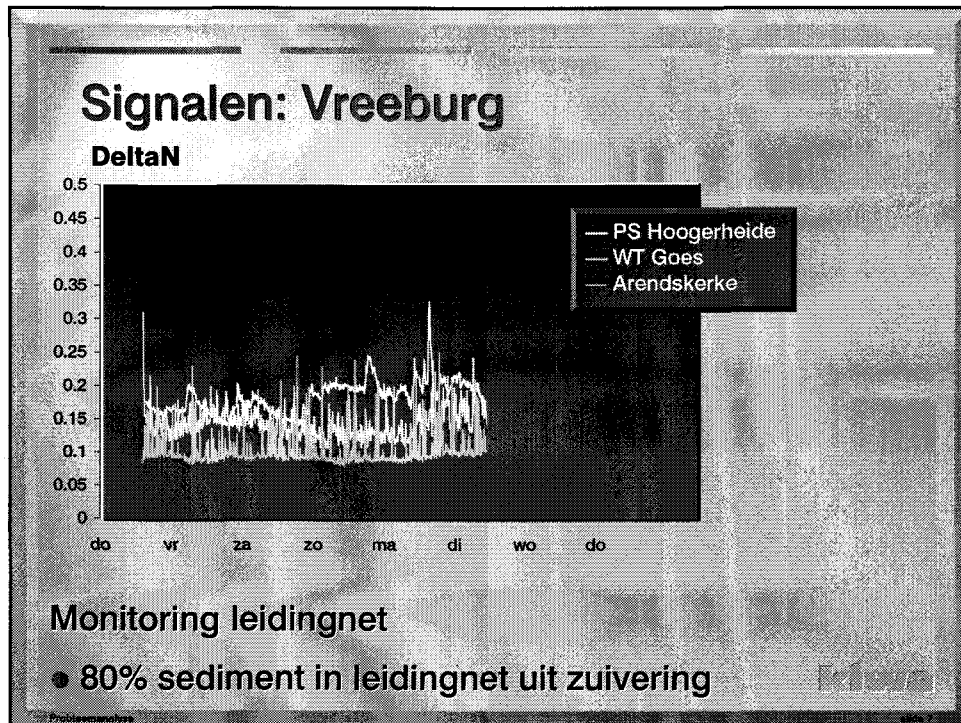 Signalen: Vreeburg
DeltaN
0.5
0.45
0.4
0.35
0.3
0.25
0.2
0.15
0.1
0.05
0
PS Hoogerheide
WT Goes
Arendskerke
do vr za zo ma di wo do
Monitoring leidingnet
80% sediment in leidingnet uit zuivering
Probleemanalyse